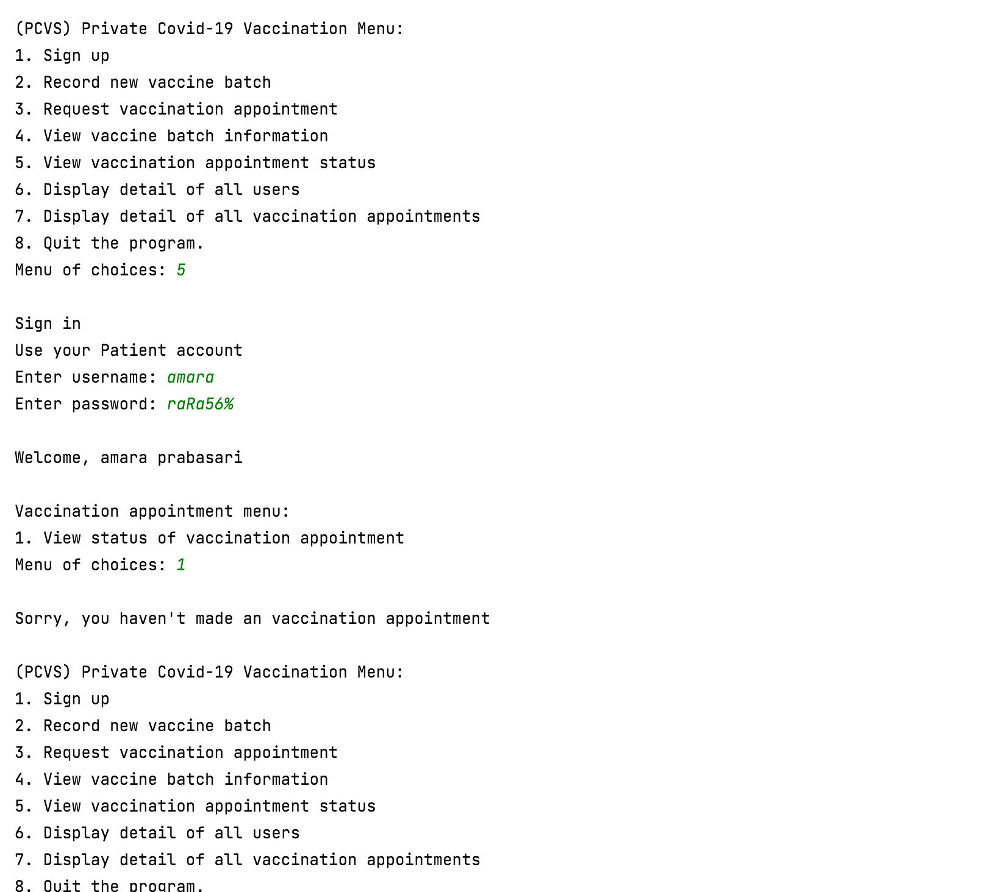 (PCVS) Private Covid-19 Vaccination Menu:
1. Sign up
2. Record new vaccine batch
3. Request vaccination appointment
4. View vaccine batch information
5. View vaccination appointment status
6. Display detail of all users
7. Display detail of all vaccination appointments
8. Quit the program.
Menu of choices: 5
Sign in
Use your Patient account
Enter username: amara
Enter password: raRa56%
Welcome, amara prabasari
Vaccination appointment menu:
1. View status of vaccination appointment
Menu of choices: 1
Sorry, you haven't made an vaccination appointment
(PCVS) Private Covid-19 Vaccination Menu:
1. Sign up
2. Record new vaccine batch
3. Request vaccination appointment
4. View vaccine batch information
5. View vaccination appointment status
6. Display detail of all users
7. Display detail of all vaccination appointments
8. Quit the program.